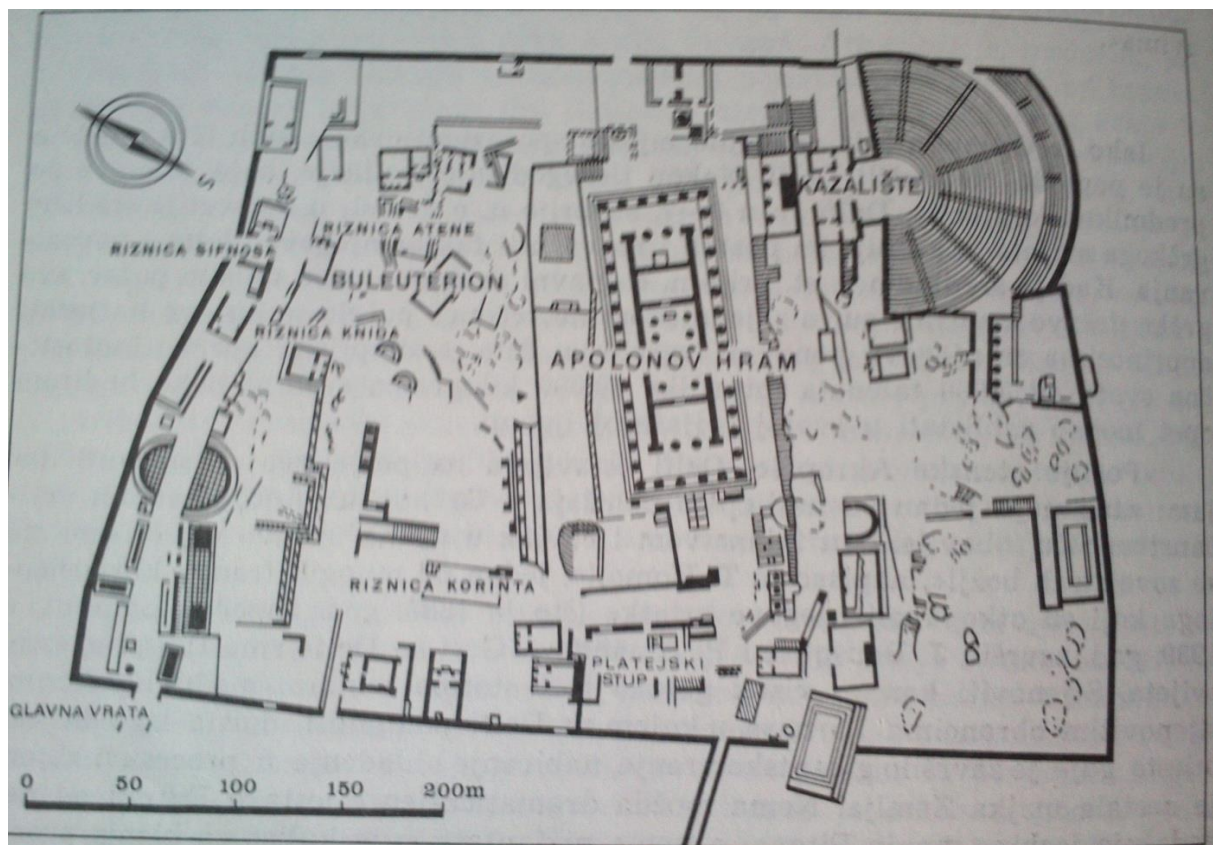 S
KAZALIŠTE
RIZNICA ATENE
RIZNICA SIFNOSA
BULEUTERION
RIZNICA KNIDA
APOLONOV HRAM
RIZNICA KORINTA
PLATEJSKI
STUP
GLAVNA VRATA
0 50 100 150 200m